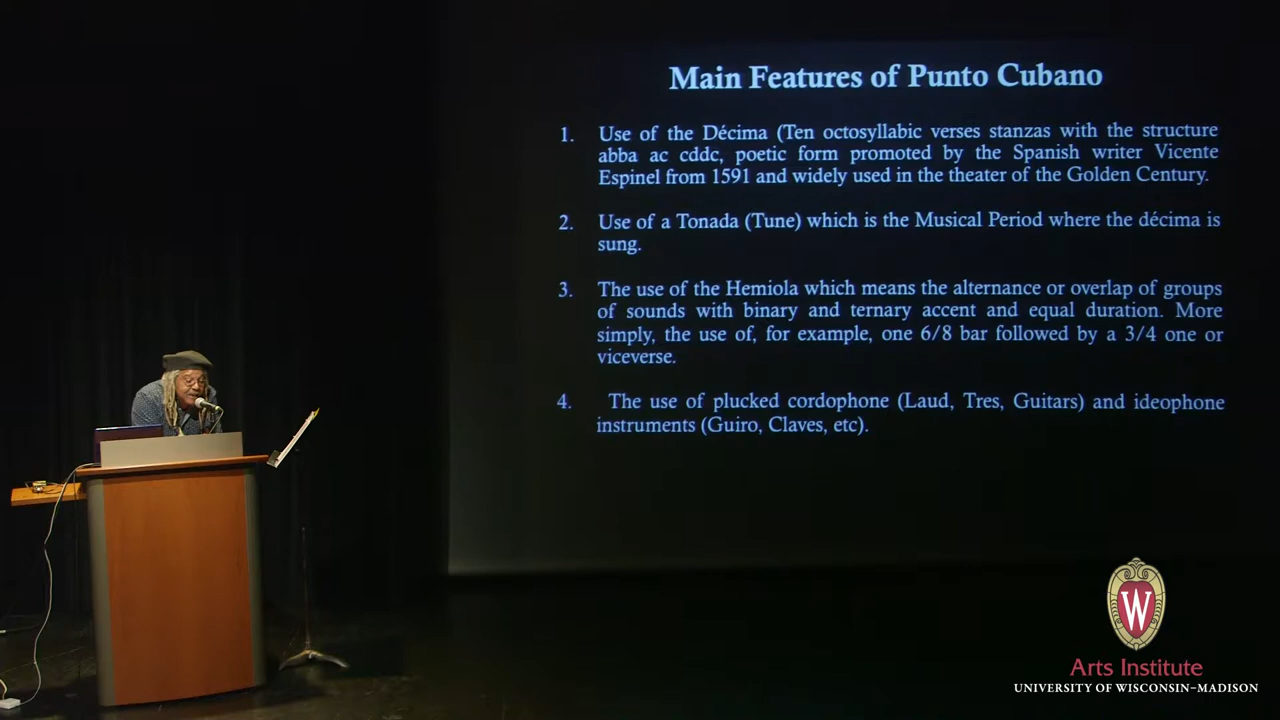 Main Features of Punto Cubano
1. Use of the Décima (Ten octosyllabic verses stanzas with the structure
abba ac cddc, poetic form promoted by the Spanish writer Vicente
Espinel from 1591 and widely used in the theater of the Golden Century.
2. Use of a Tonada (Tune) which is the Musical Period where the décima is
sung.
3. The use of the Hemiola which means the alternance or overlap of groups
of sounds with binary and ternary accent and equal duration. More
simply, the use of, for example, one 6/8 bar followed by a 3/4 one or
viceverse.
4. The use of plucked cordophone (Laud, Tres, Guitars) and ideophone
instruments (Guiro, Claves, etc).
W
Arts Institute
UNIVERSITY OF WISCONSIN–MADISON